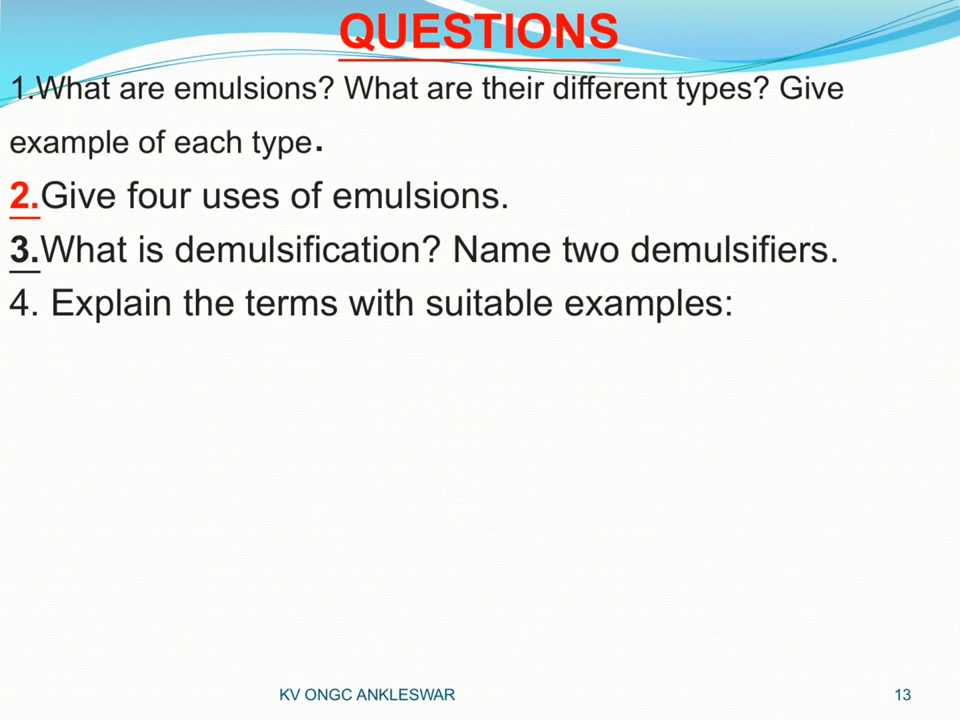 QUESTIONS
1.What are emulsions? What are their different types? Give
example of each type.
2.Give four uses of emulsions.
3.What is demulsification? Name two demulsifiers.
4. Explain the terms with suitable examples:
KV ONGC ANKLESWAR
13